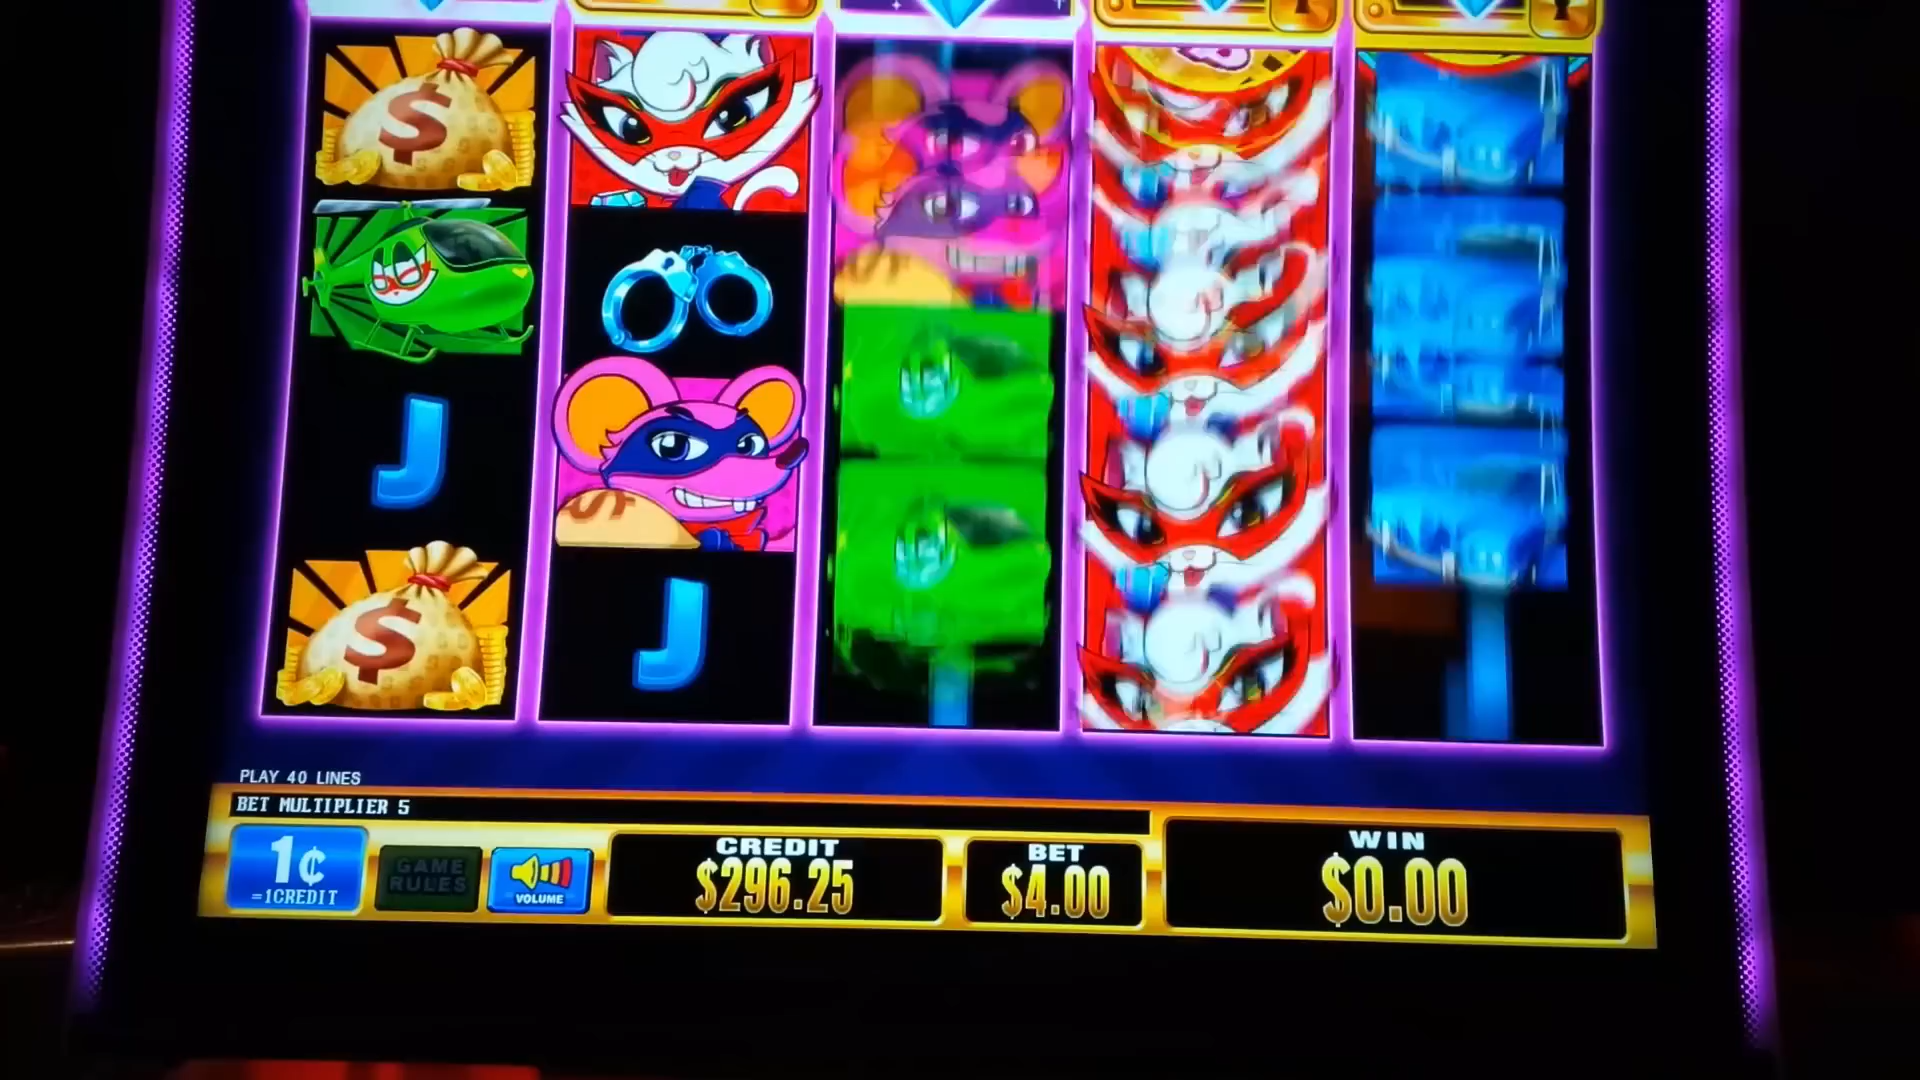 $
J
$
J
PLAY 40 LINES
BET MULTIPLIER 5
1¢
=1CREDIT
GAME
RULES
VOLUME
CREDIT
$296.25
BET
$4.00
WIN
$0.00